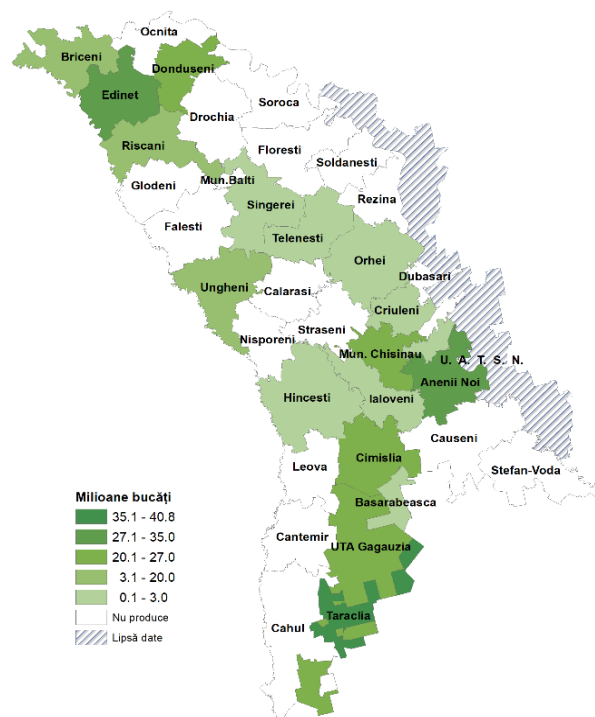 Ocnita
Briceni
Donduseni
Edinet
Soroca
Drochia
Riscani
Floresti
Soldanesti
Glodeni
Mun.Balti
Rezina
Singerei
Falesti
Telenesti
Orhei
Dubasari
Ungheni
Calarasi
Criuleni
Straseni
Nisporeni
Mun. Chisinau
U. A. T. S. N.
Anenii Noi
Hincesti
Ialoveni
Causeni
Cimislia
Leova
Stefan-Voda
Basarabeasca
Cantemir
UTA Gagauzia
Taraclia
Cahul
Milioane bucăți
35.1 - 40.8
27.1 - 35.0
20.1 - 27.0
3.1 - 20.0
0.1 - 3.0
Nu produce
Lipsă date